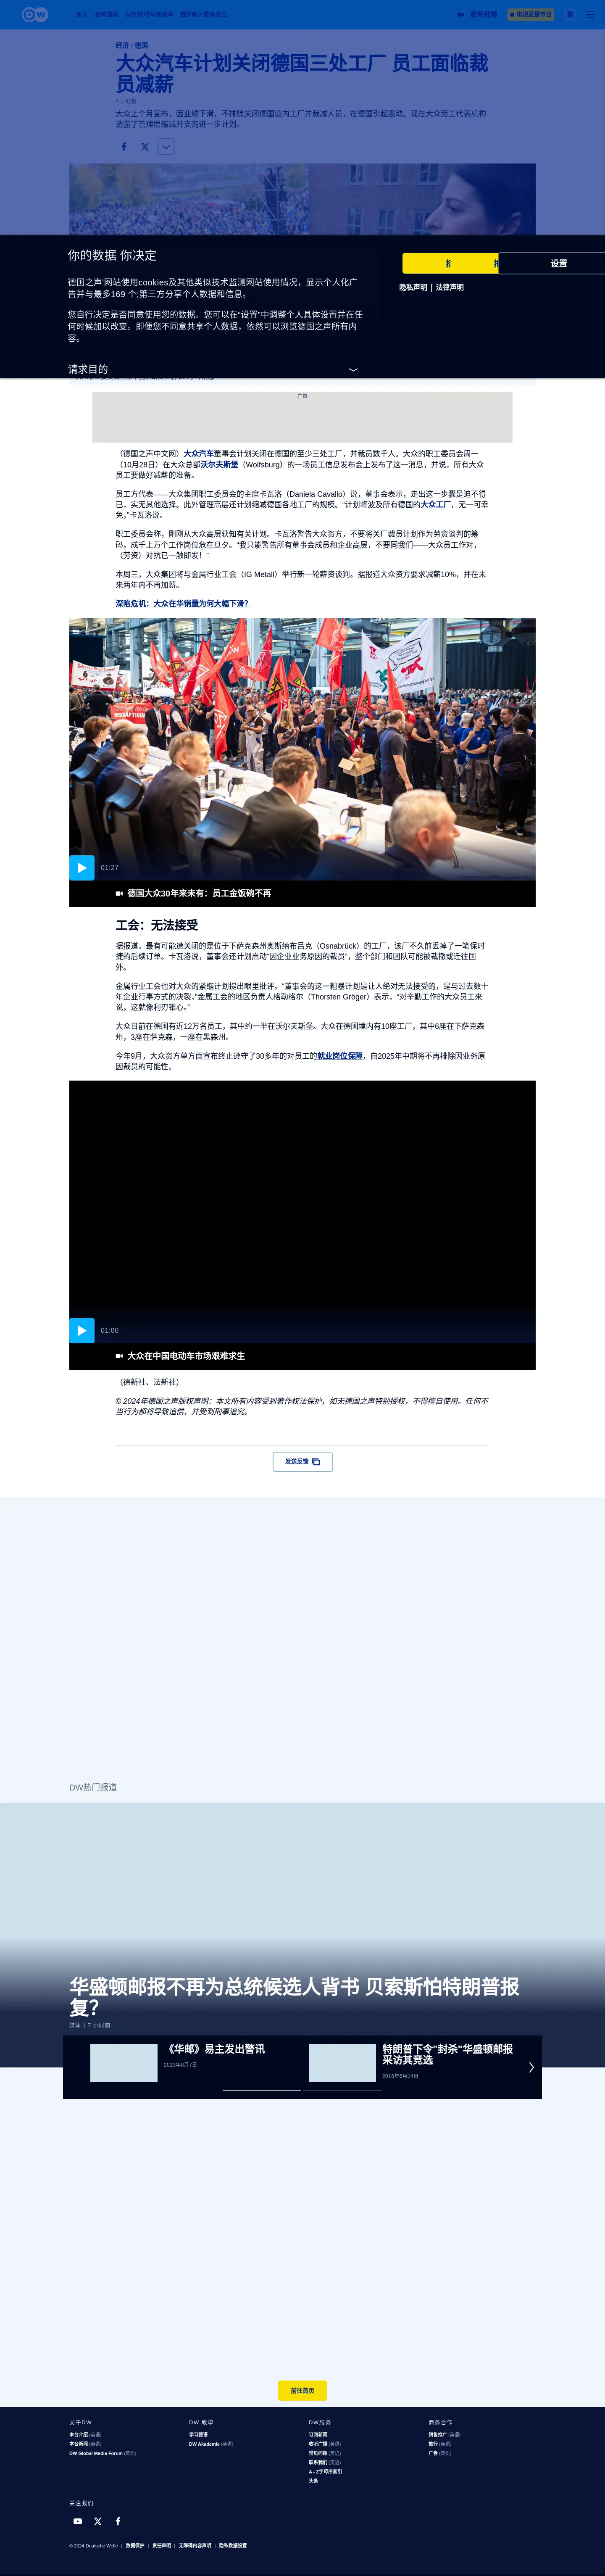 DW
最新视频
电视直播节目
经济 | 德国
大众汽车计划关闭德国三处工厂 员工面临裁
员减薪
4 小时前
大众上个月宣布，因业绩下滑，不排除关闭德国境内工厂并裁减人员，在德国引起震动。现在大众劳工代表机构
透露了管理层缩减开支的进一步计划。
你的数据 你决定
德国之声'网站使用cookies及其他类似技术监测网站使用情况，显示个人化广
告并与最多169 个;第三方分享个人数据和信息。
您自行决定是否同意使用您的数据。您可以在"设置"中调整个人具体设置并在任
何时候加以改变。即便您不同意共享个人数据，依然可以浏览德国之声所有内
容。
请求目的
设置
隐私声明 | 法律声明
广告
（德国之声中文网）大众汽车董事会计划关闭在德国的至少三处工厂，并裁员数千人。大众的职工委员会周一
（10月28日）在大众总部沃尔夫斯堡（Wolfsburg）的一场员工信息发布会上发布了这一消息，并说，所有大众
员工要做好减薪的准备。
员工方代表——大众集团职工委员会的主席卡瓦洛（Daniela Cavallo）说，董事会表示，走出这一步骤是迫不得
已，实无其他选择。此外管理高层还计划缩减德国各地工厂的规模。"计划将波及所有德国的大众工厂，无一可幸
免，"卡瓦洛说。
职工委员会称，刚刚从大众高层获知有关计划。卡瓦洛警告大众资方，不要将关厂裁员计划作为劳资谈判的筹
码，成千上万个工作岗位危在旦夕。"我只能警告所有董事会成员和企业高层，不要同我们——大众员工作对，
（劳资）对抗已一触即发！"
本周三，大众集团将与金属行业工会（IG Metall）举行新一轮薪资谈判。据报道大众资方要求减薪10%，并在未
来两年内不再加薪。
深陷危机：大众在华销量为何大幅下滑？
01:27
德国大众30年来未有：员工金饭碗不再
工会：无法接受
据报道，最有可能遭关闭的是位于下萨克森州奥斯纳布吕克（Osnabrück）的工厂，该厂不久前丢掉了一笔保时
捷的后续订单。卡瓦洛说，董事会还计划启动"因企业业务原因的裁员"，整个部门和团队可能被裁撤或迁往国
外。
金属行业工会也对大众的紧缩计划提出眼里批评。"董事会的这一粗暴计划是让人绝对无法接受的，是与过去数十
年企业行事方式的决裂，"金属工会的地区负责人格勒格尔（Thorsten Gröger）表示，"对辛勤工作的大众员工来
说，这就像利刃锥心。"
大众目前在德国有近12万名员工，其中约一半在沃尔夫斯堡。大众在德国境内有10座工厂，其中6座在下萨克森
州，3座在萨克森，一座在黑森州。
今年9月，大众资方单方面宣布终止遵守了30多年的对员工的就业岗位保障，自2025年中期将不再排除因业务原
因裁员的可能性。
01:00
大众在中国电动车市场艰难求生
（德新社、法新社）
© 2024年德国之声版权声明：本文所有内容受到著作权法保护，如无德国之声特别授权，不得擅自使用。任何不
当行为都将导致追偿，并受到刑事追究。
发送反馈
DW热门报道
华盛顿邮报不再为总统候选人背书 贝索斯怕特朗普报
复？
媒体 | 7 小时前
《华邮》易主发出警讯
2013年8月7日
特朗普下令"封杀"华盛顿邮报
采访其竞选
2016年6月14日
前往首页
关于DW
本台介绍 (英语)
本台新闻 (英语)
DW Global Media Forum (英语)
DW 教學
学习德语
DW Akademie (英语)
DW服务
订阅新闻
收听广播 (英语)
常见问题 (英语)
联系我们 (英语)
A - Z字母序索引
头条
商务合作
销售推广 (英语)
旅行 (英语)
广告 (英语)
关注我们
© 2024 Deutsche Welle | 数据保护 | 责任声明 | 无障碍内容声明 | 隐私数据设置